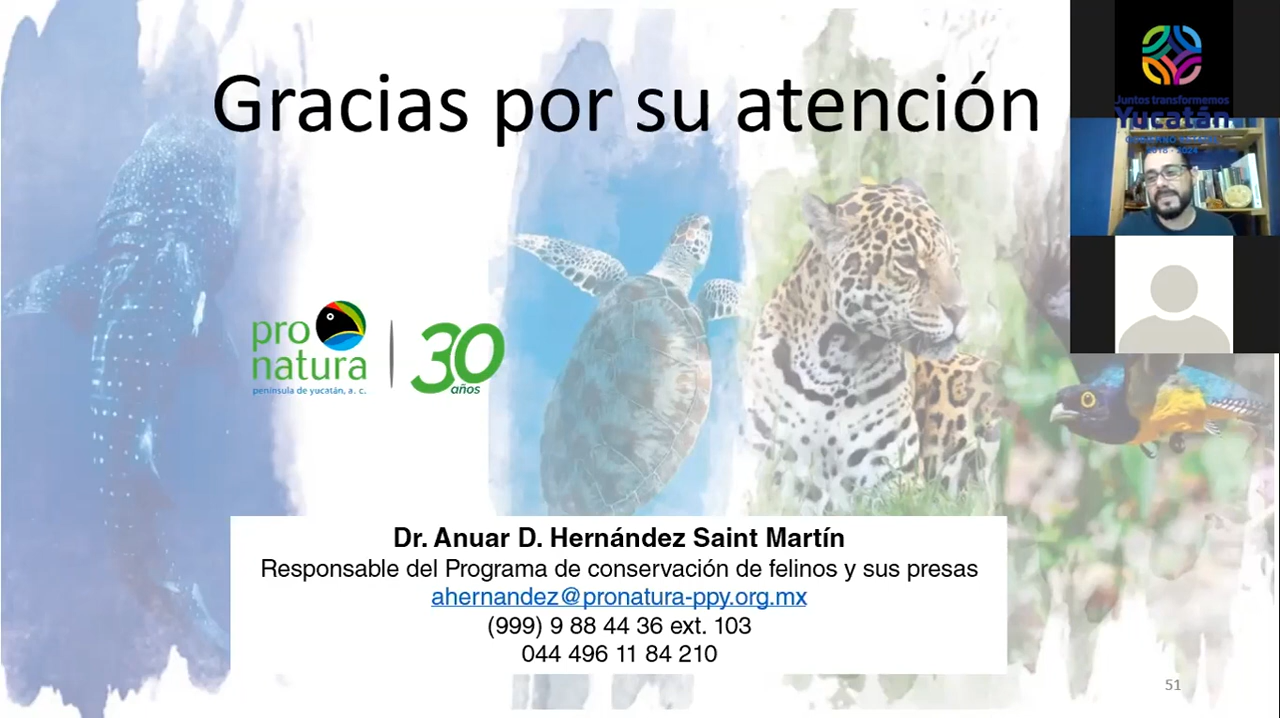 Gracias por su atención
Juntos transformemos
Yucatán
2018 - 2024
pro
natura
península de yucatán, a. c.
30
años
Dr. Anuar D. Hernández Saint Martín
Responsable del Programa de conservación de felinos y sus presas
ahernandez@pronatura-ppy.org.mx
(999) 9 88 44 36 ext. 103
044 496 11 84 210
51